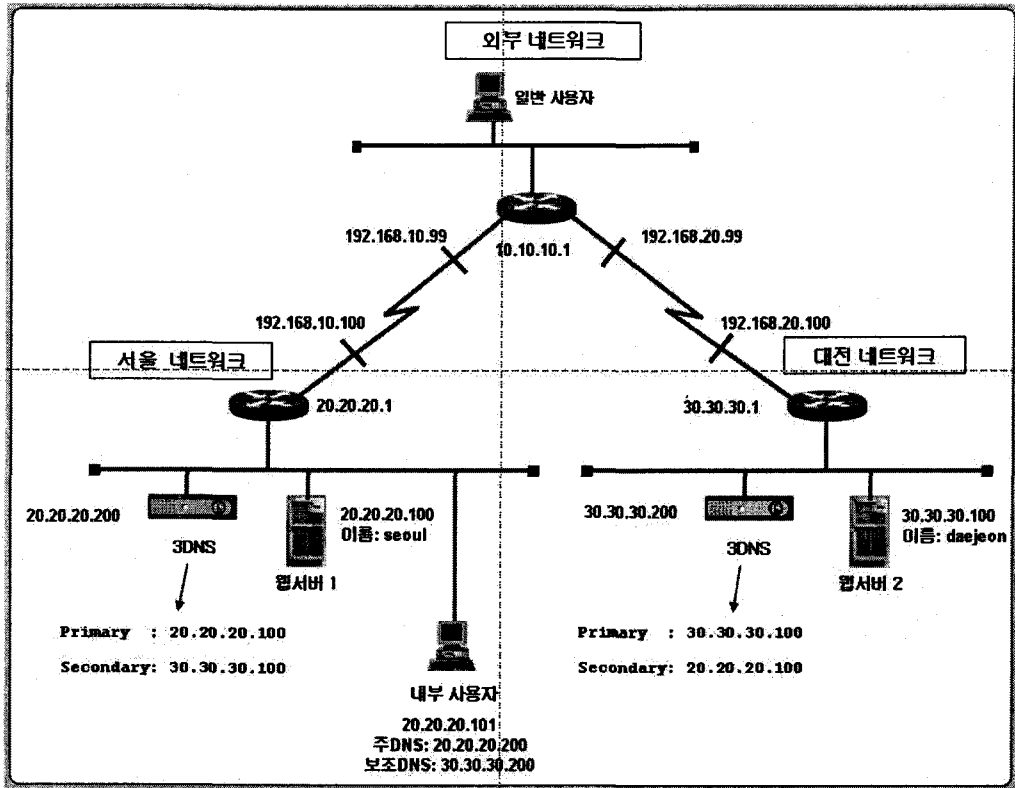 외부 네트워크
일반 사용자
192.168.10.99
10.10.10.1
192.168.20.99
192.168.10.100
192.168.20.100
서울 네트워크
대전 네트워크
20.20.20.1
30.30.30.1
20.20.20.200
3DNS
20.20.20.100
이름: seoul
웹서버 1
30.30.30.200
3DNS
30.30.30.100
이름: daejeon
웹서버 2
Primary : 20.20.20.100
Secondary: 30.30.30.100
Primary : 30.30.30.100
Secondary: 20.20.20.100
내부 사용자
20.20.20.101
주DNS: 20.20.20.200
보조DNS: 30.30.30.200